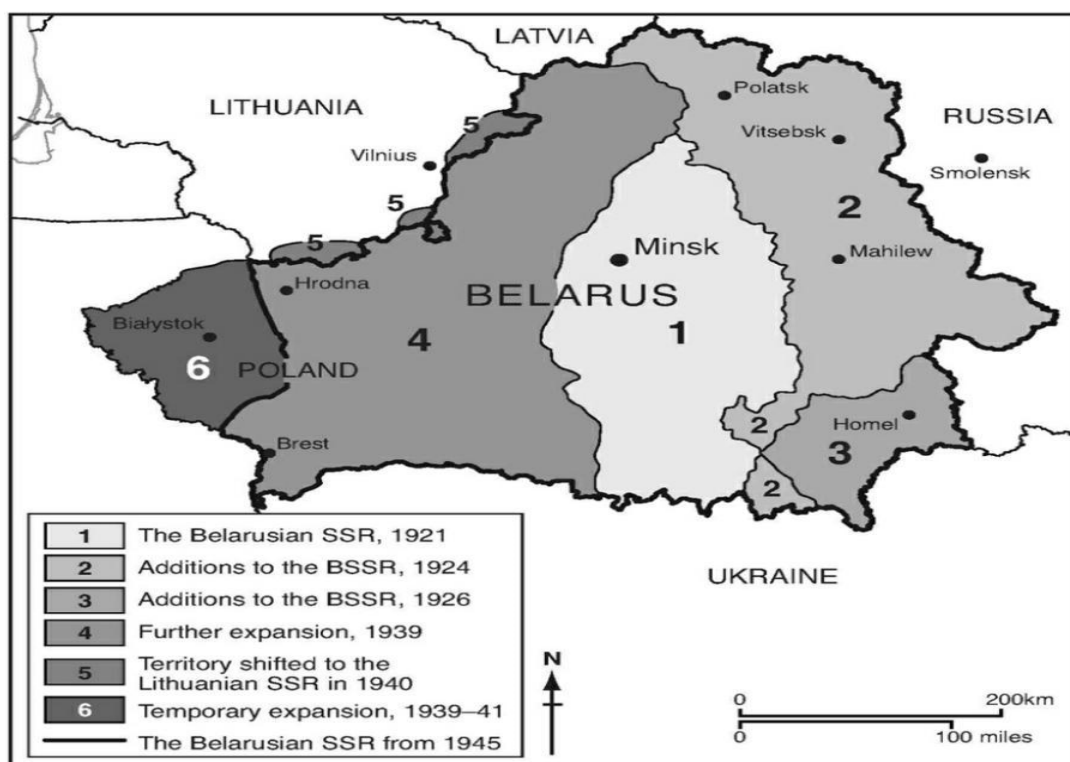 LATVIA
LITHUANIA
Polatsk
RUSSIA
5
Vitsebsk
Vilnius
Smolensk
2
5
5
Minsk
Mahilew
Hrodna
BELARUS
Białystok
4
1
6
POLAND
2
Homel
Brest
3
2
1 The Belarusian SSR, 1921
2 Additions to the BSSR, 1924
3 Additions to the BSSR, 1926
4 Further expansion, 1939
5 Territory shifted to the
Lithuanian SSR in 1940
6 Temporary expansion, 1939–41
The Belarusian SSR from 1945
UKRAINE
N
0 200km
0 100 miles